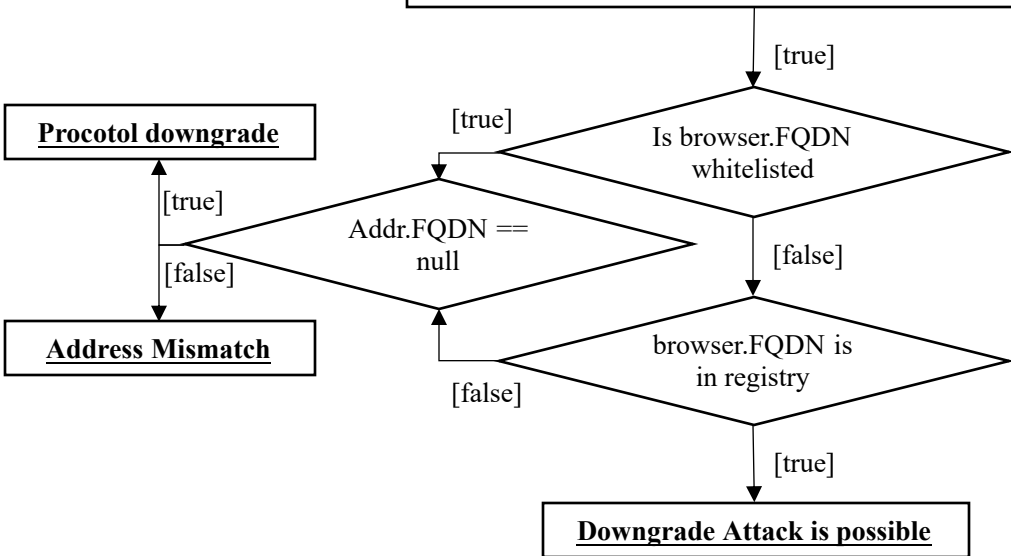 [true]
Procotol downgrade
[true]
Is browser.FQDN
whitelisted
[true]
Addr.FQDN ==
null
[false]
[false]
Address Mismatch
browser.FQDN is
in registry
[false]
[true]
Downgrade Attack is possible